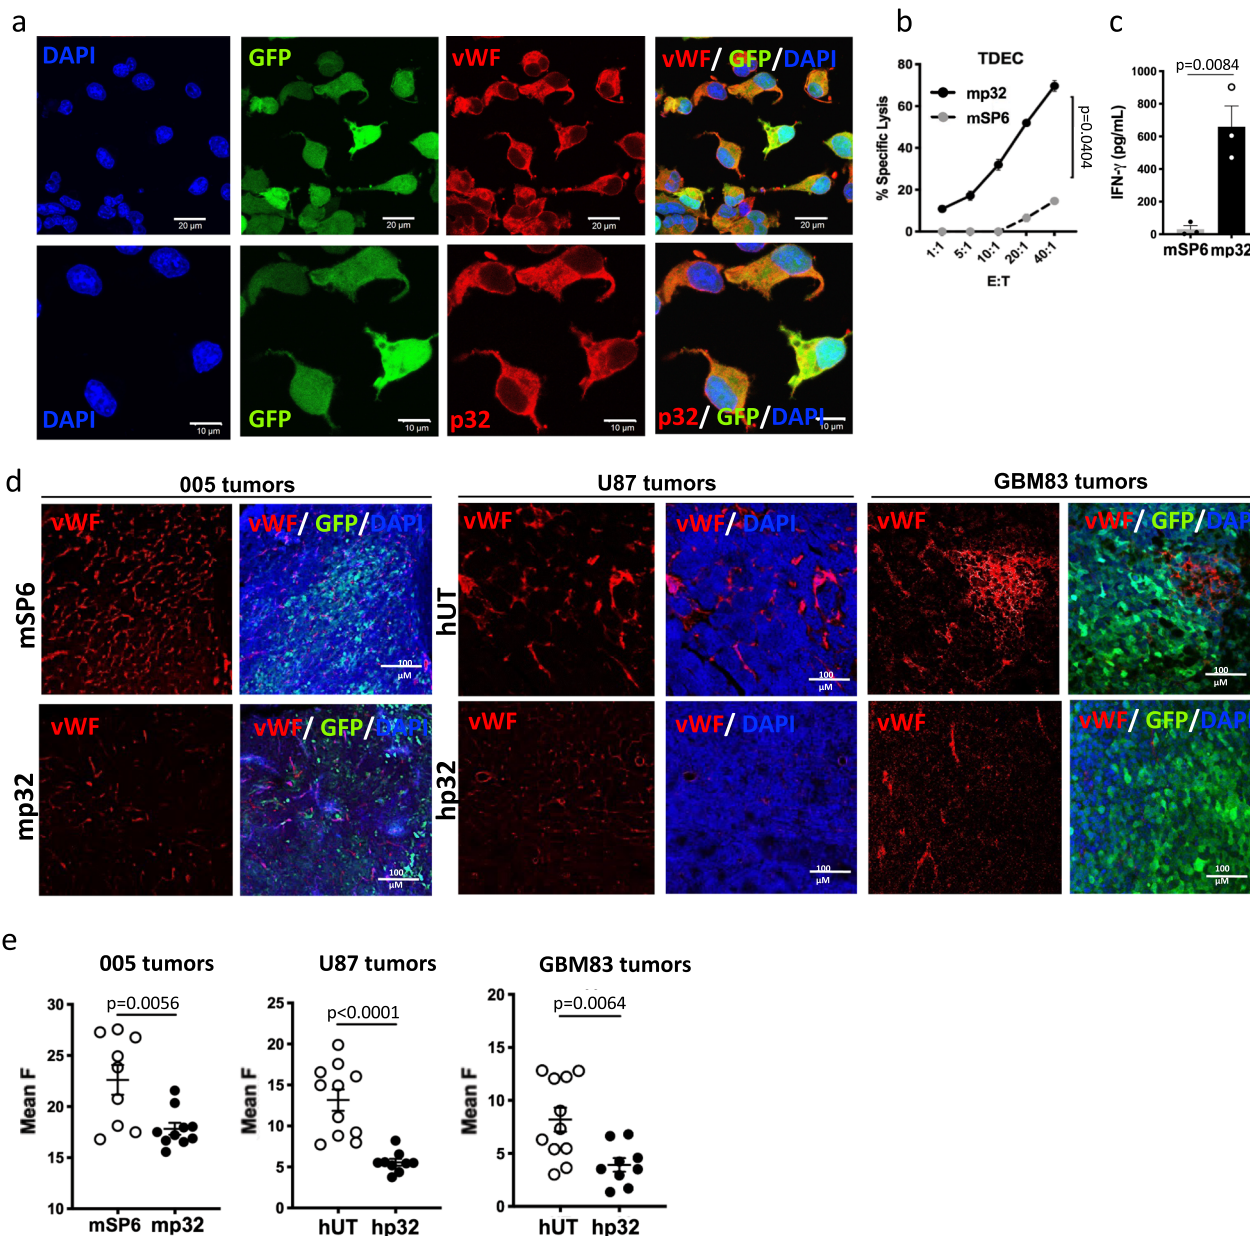 a
DAPI
GFP
vWF
vWF/ GFP/DAPI
20 µm
20 µm
20 µm
20 µm
DAPI
GFP
p32
p32/ GFP/DAPI
10 µm
10 µm
10 µm
10 µm
b
TDEC
mp32
mSP6
% Specific Lysis
80
60
40
20
0
1:1
5:1
10:1
20:1
40:1
E:T
p=0.0404
c
p=0.0084
IFN-γ (pg/mL)
1000
800
600
400
200
0
mSP6
mp32
d
005 tumors
U87 tumors
GBM83 tumors
mSP6
vWF
vWF/ GFP/DAPI
100
µM
hUT
vWF
vWF/ DAPI
100
µM
vWF
vWF/ GFP/DAPI
100
µM
mp32
vWF
vWF/ GFP/DAPI
100
µM
hp32
vWF
vWF/ DAPI
100
µM
vWF
vWF/ GFP/DAPI
100
µM
e
005 tumors
p=0.0056
Mean F
30
25
20
15
10
mSP6
mp32
U87 tumors
p<0.0001
Mean F
25
20
15
10
5
0
hUT
hp32
GBM83 tumors
p=0.0064
Mean F
20
15
10
5
0
hUT
hp32